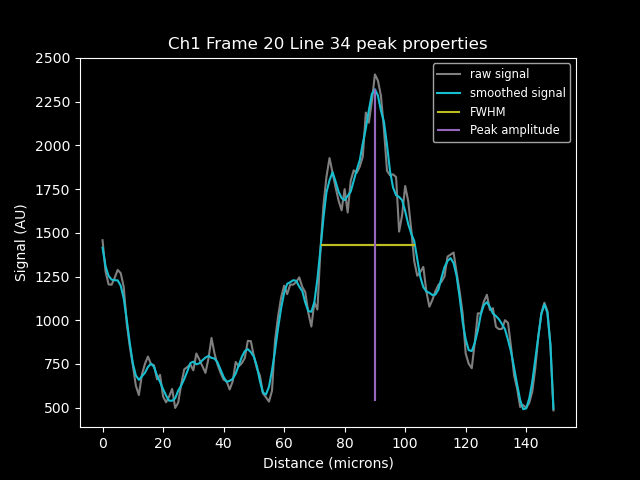 Ch1 Frame 20 Line 34 peak properties
raw signal
smoothed signal
FWHM
Peak amplitude
Signal (AU)
2500
2250
2000
1750
1500
1250
1000
750
500
0 20 40 60 80 100 120 140
Distance (microns)